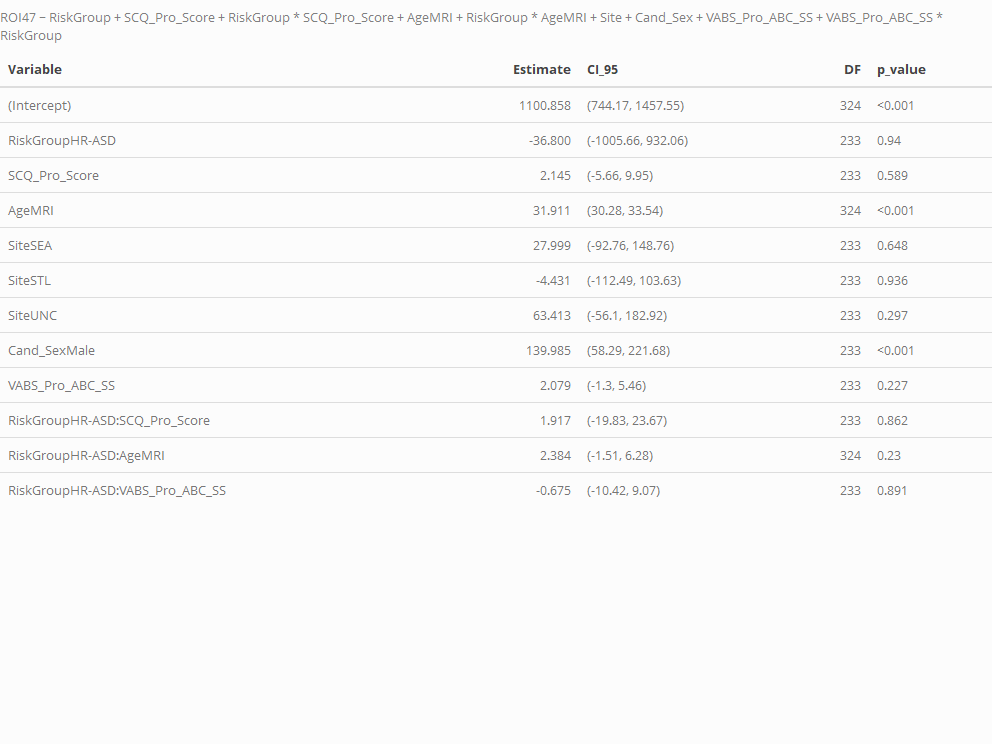 ROI47 ~ RiskGroup + SCQ_Pro_Score + RiskGroup * SCQ_Pro_Score + AgeMRI + RiskGroup * AgeMRI + Site + Cand_Sex + VABS_Pro_ABC_SS + VABS_Pro_ABC_SS *
RiskGroup
Variable Estimate CI_95 DF p_value
(Intercept) 1100.858 (744.17, 1457.55) 324 <0.001
RiskGroupHR-ASD -36.800 (-1005.66, 932.06) 233 0.94
SCQ_Pro_Score 2.145 (-5.66, 9.95) 233 0.589
AgeMRI 31.911 (30.28, 33.54) 324 <0.001
SiteSEA 27.999 (-92.76, 148.76) 233 0.648
SiteSTL -4.431 (-112.49, 103.63) 233 0.936
SiteUNC 63.413 (-56.1, 182.92) 233 0.297
Cand_SexMale 139.985 (58.29, 221.68) 233 <0.001
VABS_Pro_ABC_SS 2.079 (-1.3, 5.46) 233 0.227
RiskGroupHR-ASD:SCQ_Pro_Score 1.917 (-19.83, 23.67) 233 0.862
RiskGroupHR-ASD:AgeMRI 2.384 (-1.51, 6.28) 324 0.23
RiskGroupHR-ASD:VABS_Pro_ABC_SS -0.675 (-10.42, 9.07) 233 0.891